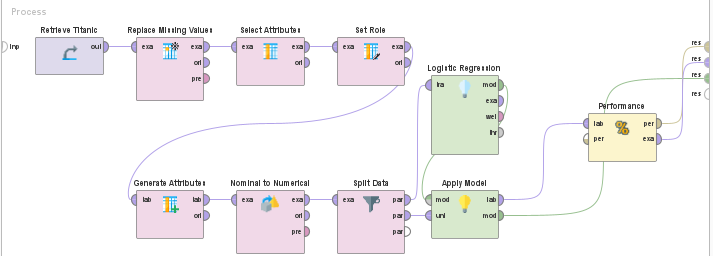 Process
inp
Retrieve Titanic
out
Replace Missing Values
exa exa
ori
pre
Select Attributes
exa exa
ori
Set Role
exa exa
ori
Logistic Regression
tra mod
exa
wei
thr
Performance
lab per
per exa
res
res
res
res
Generate Attributes
lab exa
ori
Nominal to Numerical
exa exa
ori
pre
Split Data
exa par
par
par
Apply Model
mod lab
unl mod